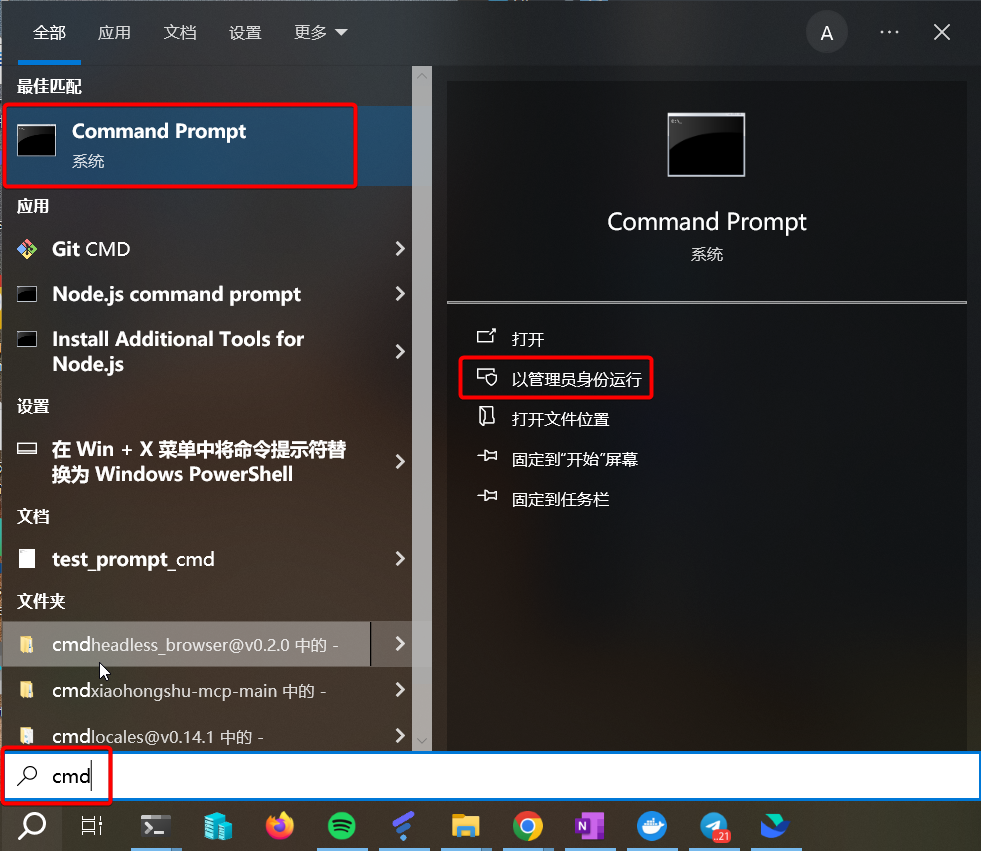 全部 应用 文档 设置 更多 A
最佳匹配
Command Prompt
系统
应用
Git CMD
Node.js command prompt
Install Additional Tools for
Node.js
设置
在 Win + X 菜单中将命令提示符替
换为 Windows PowerShell
文档
test_prompt_cmd
文件夹
cmdheadless_browser@v0.2.0 中的 -
cmdxiaohongshu-mcp-main 中的 -
cmdlocales@v0.14.1 中的 -
Command Prompt
系统
打开
以管理员身份运行
打开文件位置
固定到“开始”屏幕
固定到任务栏
cmd
N
..21